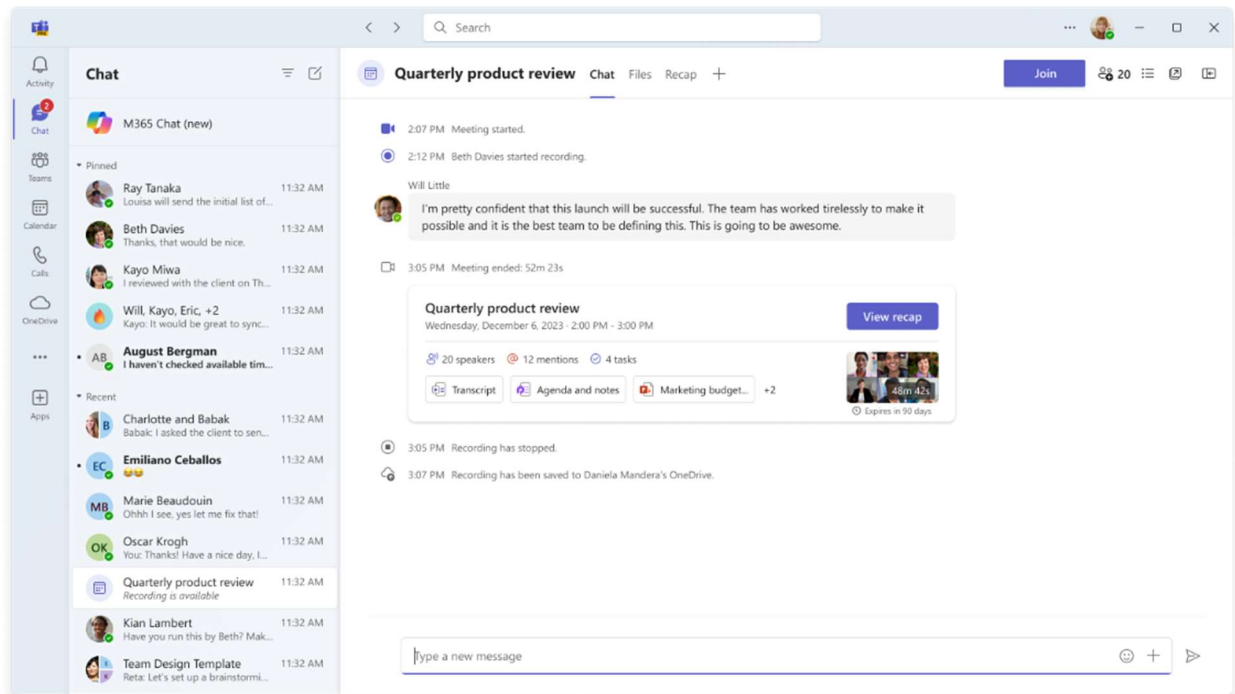 Search
Activity
2
Chat
Teams
Calendar
Calls
OneDrive
Apps
Chat
M365 Chat (new)
Pinned
Ray Tanaka 11:32 AM
Louisa will send the initial list of...
Beth Davies 11:32 AM
Thanks, that would be nice.
Kayo Miwa 11:32 AM
I reviewed with the client on Th...
Will, Kayo, Eric, +2 11:32 AM
Kayo: It would be great to sync...
AB
August Bergman 11:32 AM
I haven't checked available tim...
Recent
B
Charlotte and Babak 11:32 AM
Babak: I asked the client to sen...
EC
Emiliano Ceballos 11:32 AM
MB
Marie Beaudouin 11:32 AM
Ohhh I see, yes let me fix that!
OK
Oscar Krogh 11:32 AM
You: Thanks! Have a nice day, I...
Quarterly product review 11:32 AM
Recording is available
Kian Lambert 11:32 AM
Have you run this by Beth? Mak...
Team Design Template 11:32 AM
Reta: Let's set up a brainstormi...
Quarterly product review Chat Files Recap
Join
20
2:07 PM Meeting started.
2:12 PM Beth Davies started recording.
Will Little
I'm pretty confident that this launch will be successful. The team has worked tirelessly to make it
possible and it is the best team to be defining this. This is going to be awesome.
3:05 PM Meeting ended: 52m 23s
Quarterly product review
Wednesday, December 6, 2023 · 2:00 PM - 3:00 PM
View recap
20 speakers 12 mentions 4 tasks
Transcript Agenda and notes Marketing budget... +2
48m 42s
Expires in 90 days
3:05 PM Recording has stopped.
3:07 PM Recording has been saved to Daniela Mandera's OneDrive.
Type a new message